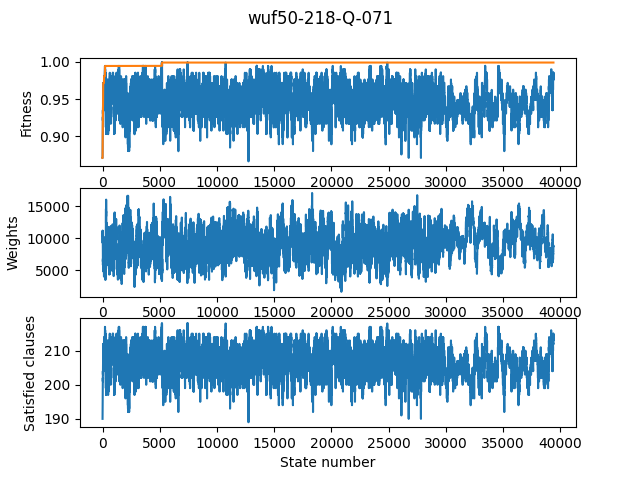 wuf50-218-Q-071
1.00
0.95
0.90
Fitness
0 5000 10000 15000 20000 25000 30000 35000 40000
15000
10000
5000
Weights
0 5000 10000 15000 20000 25000 30000 35000 40000
210
200
190
Satisfied clauses
0 5000 10000 15000 20000 25000 30000 35000 40000
State number